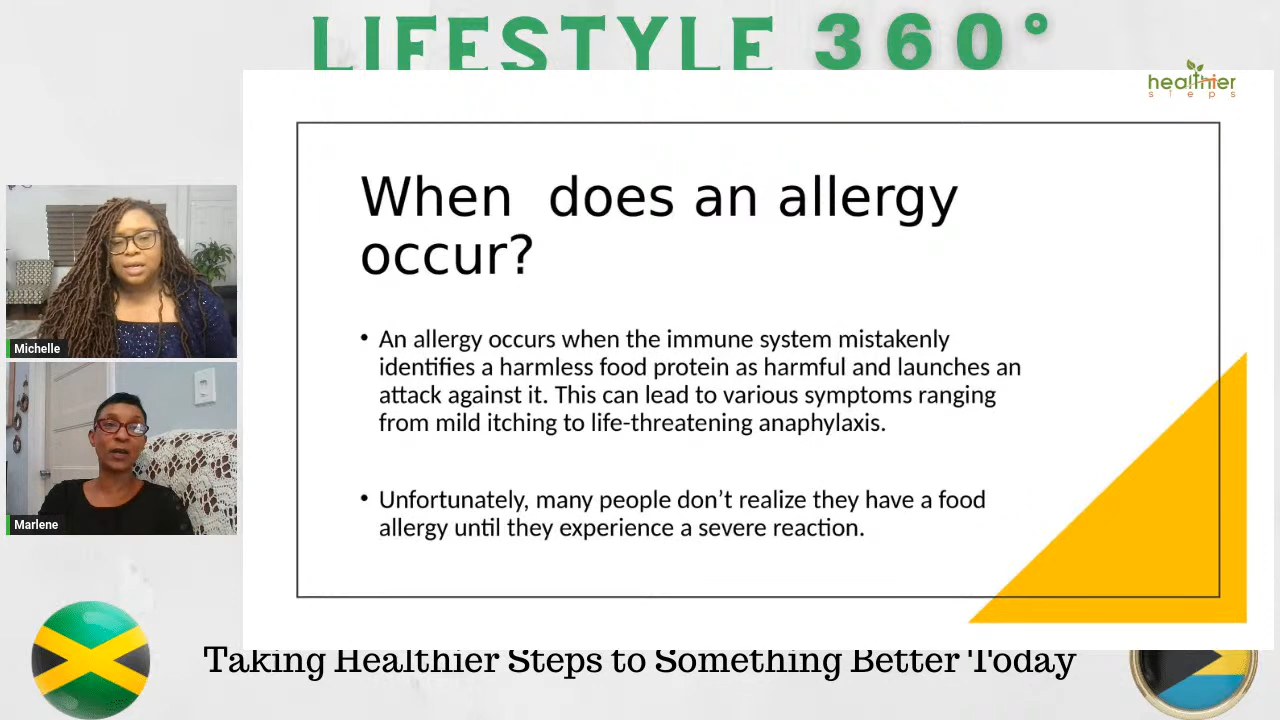 LIFESTYLE 360°
healthier
steps
When does an allergy
occur?
• An allergy occurs when the immune system mistakenly
identifies a harmless food protein as harmful and launches an
attack against it. This can lead to various symptoms ranging
from mild itching to life-threatening anaphylaxis.
• Unfortunately, many people don’t realize they have a food
allergy until they experience a severe reaction.
Michelle
Marlene
Taking Healthier Steps to Something Better Today